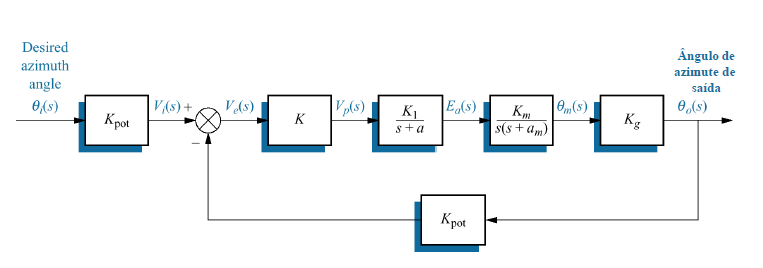 Desired
azimuth
angle
θᵢ(s)
Kpot
Vᵢ(s) +
−
Vₑ(s)
K
Vₚ(s)
K₁
s + a
Eₐ(s)
Kₘ
s(s + aₘ)
θₘ(s)
Kg
Ângulo de
azimute de
saída
θₒ(s)
Kpot